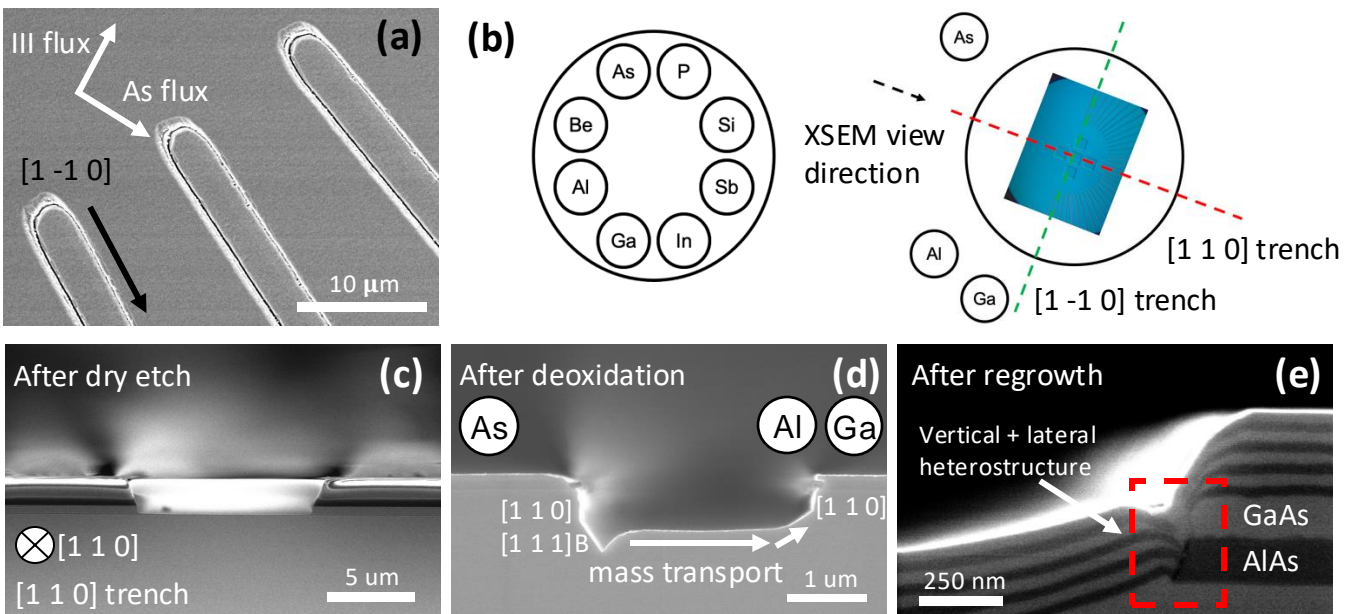 (a)
III flux
As flux
[1 -1 0]
10 μm
(b)
As
P
Be
Si
Al
Sb
Ga
In
As
XSEM view
direction
Al
Ga
[1 1 0] trench
[1 -1 0] trench
After dry etch
(c)
[1 1 0]
[1 1 0] trench
5 um
After deoxidation
(d)
As
Al
Ga
[1 1 0]
[1 1 1]B
[1 1 0]
mass transport
1 um
After regrowth
(e)
Vertical + lateral
heterostructure
GaAs
AlAs
250 nm